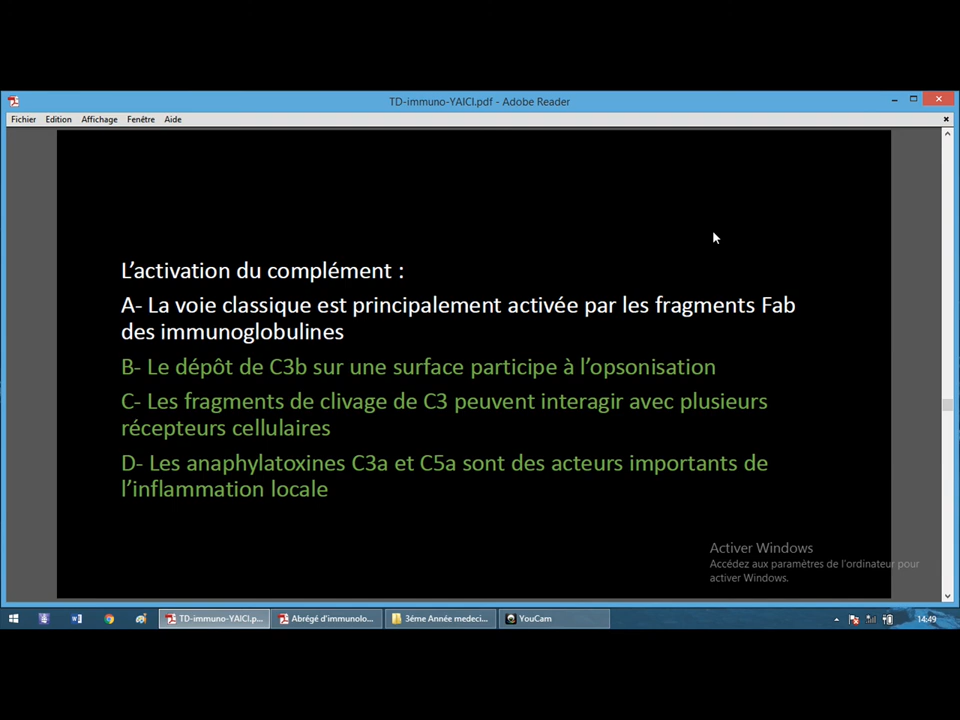 TD-immuno-YAICI.pdf - Adobe Reader
Fichier Edition Affichage Fenêtre Aide
L'activation du complément :
A- La voie classique est principalement activée par les fragments Fab
des immunoglobulines
B- Le dépôt de C3b sur une surface participe à l'opsonisation
C- Les fragments de clivage de C3 peuvent interagir avec plusieurs
récepteurs cellulaires
D- Les anaphylatoxines C3a et C5a sont des acteurs importants de
l'inflammation locale
Activer Windows
Accédez aux paramètres de l'ordinateur pour
activer Windows.
TD-immuno-YAICI.p... Abrégé d'immunolo... 3éme Année medeci... YouCam 14:49